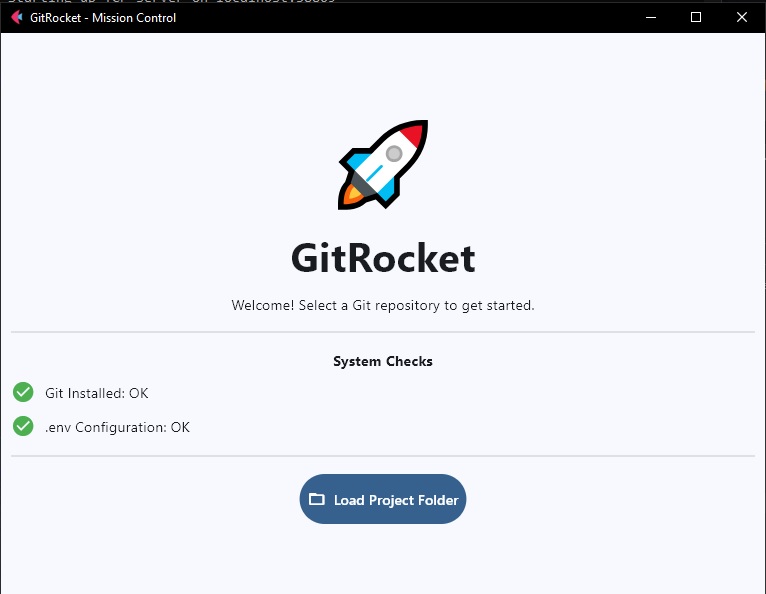 GitRocket - Mission Control
GitRocket
Welcome! Select a Git repository to get started.
System Checks
Git Installed: OK
.env Configuration: OK
Load Project Folder